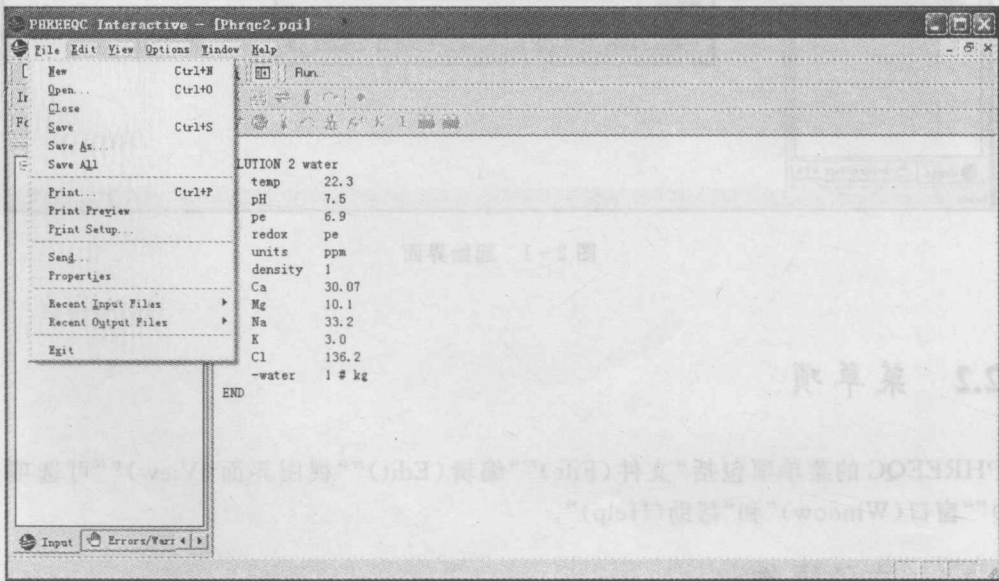 PHREEQC Interactive - [Phrqc2.pqi]
File Edit View Options Window Help
New Ctrl+N
Open... Ctrl+O
Close
Save Ctrl+S
Save As...
Save All
Print... Ctrl+P
Print Preview
Print Setup...
Send...
Properties
Recent Input Files
Recent Output Files
Exit
Run...
LUTION 2 water
temp 22.3
pH 7.5
pe 6.9
redox pe
units ppm
density 1
Ca 30.07
Mg 10.1
Na 33.2
K 3.0
Cl 136.2
-water 1 # kg
END
Input Errors/Warr
图 2-1 初始界面
2.2 菜单项
PHREEQC 的菜单项包括"文件(File)""编辑(Edit)""视图界面(View)""可选项
)""窗口(Window)"和"帮助(Help)"。